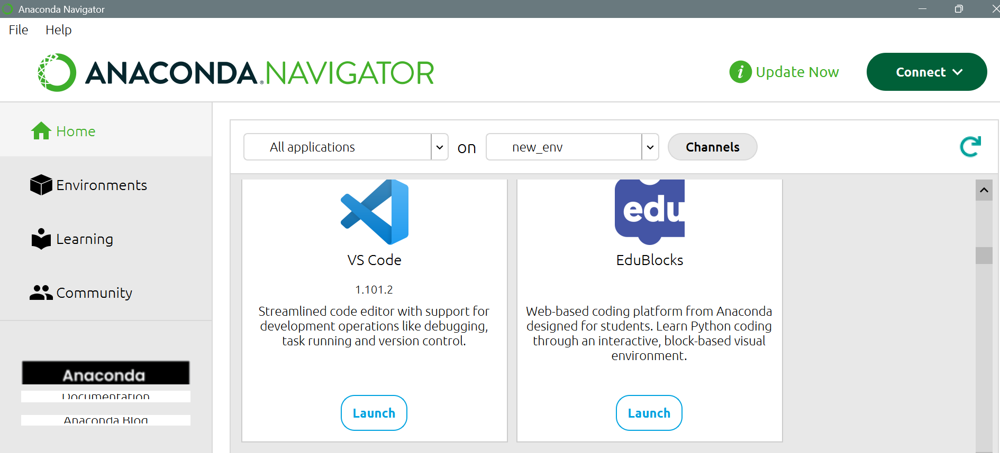 Anaconda Navigator
File Help
ANACONDA.NAVIGATOR
i Update Now
Connect
Home
Environments
Learning
Community
Anaconda
Documentation
Anaconda Blog
All applications on new_env Channels
VS Code
1.101.2
Streamlined code editor with support for
development operations like debugging,
task running and version control.
Launch
edu
EduBlocks
Web-based coding platform from Anaconda
designed for students. Learn Python coding
through an interactive, block-based visual
environment.
Launch